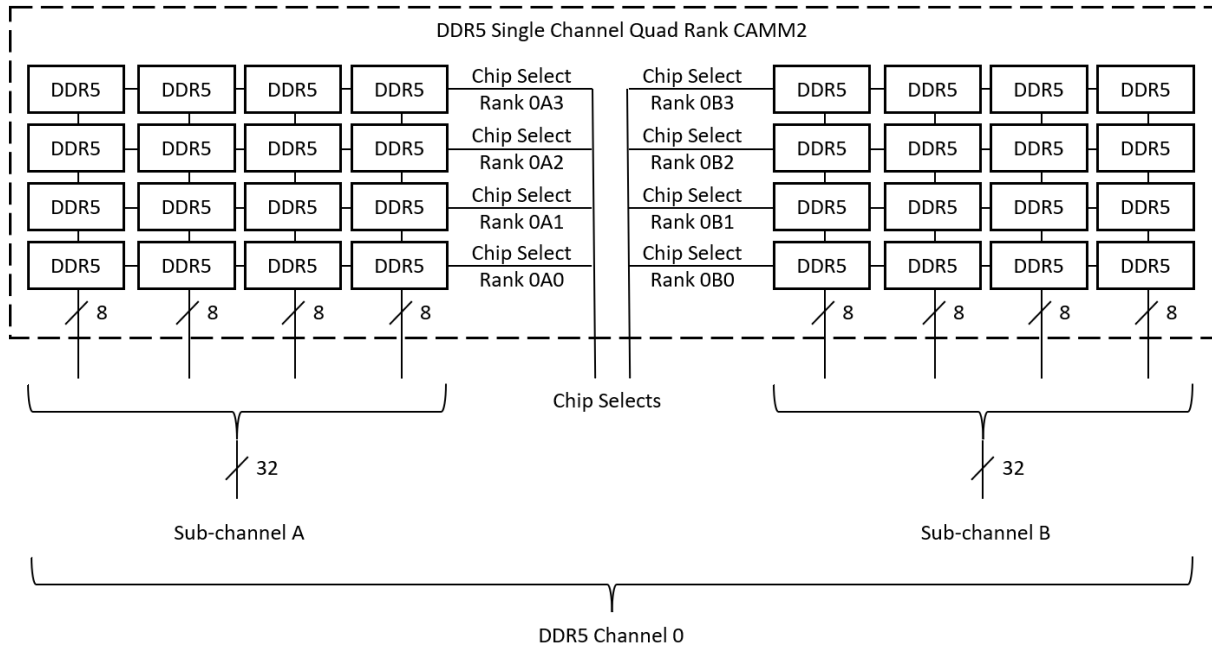 DDR5 Single Channel Quad Rank CAMM2
DDR5 DDR5 DDR5 DDR5 Chip Select Chip Select DDR5 DDR5 DDR5 DDR5
Rank 0A3 Rank 0B3
DDR5 DDR5 DDR5 DDR5 Chip Select Chip Select DDR5 DDR5 DDR5 DDR5
Rank 0A2 Rank 0B2
DDR5 DDR5 DDR5 DDR5 Chip Select Chip Select DDR5 DDR5 DDR5 DDR5
Rank 0A1 Rank 0B1
DDR5 DDR5 DDR5 DDR5 Chip Select Chip Select DDR5 DDR5 DDR5 DDR5
Rank 0A0 Rank 0B0
8 8 8 8 8 8 8 8
Chip Selects
32 32
Sub-channel A Sub-channel B
DDR5 Channel 0